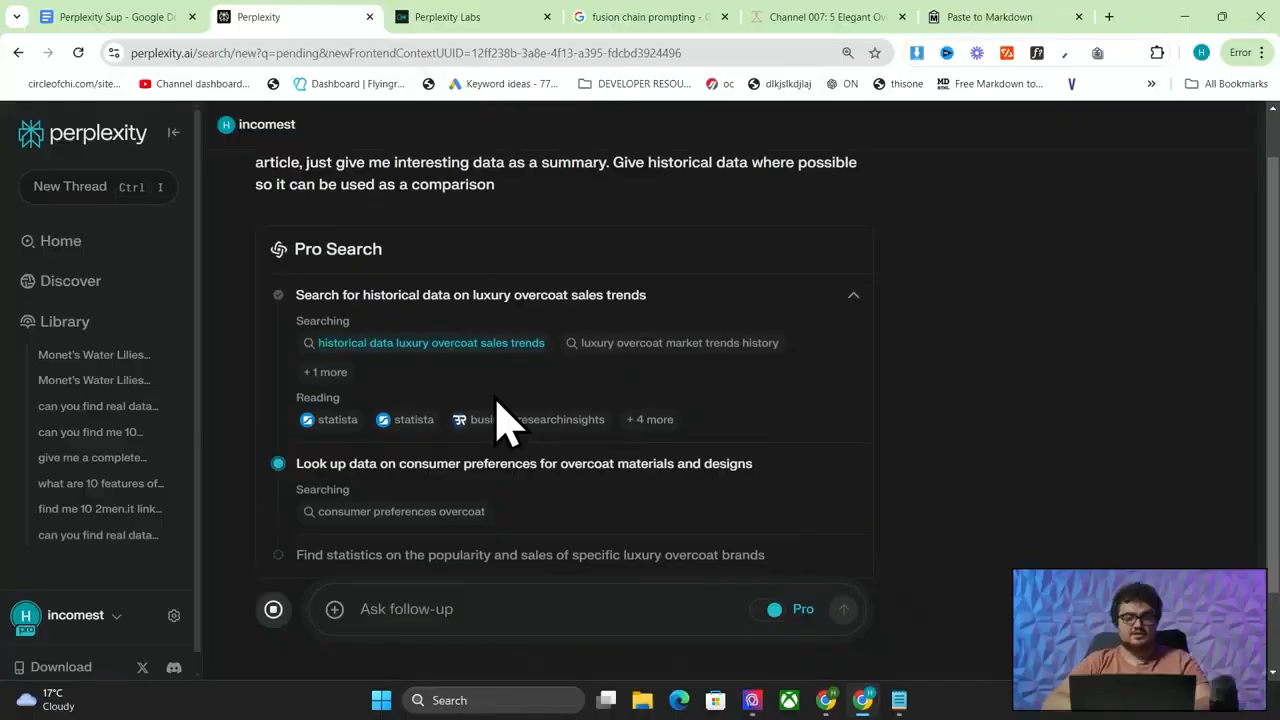 Perplexity Sup - Google D
Perplexity
Perplexity Labs
fusion chain prompting - G
Channel 007: 5 Elegant Ov
Paste to Markdown
perplexity.ai/search/new?q=pending&newFrontendContextUUID=12ff238b-3a8e-4f13-a395-fdcbd3924496
Error
circleofchi.com/site...
Channel dashboard...
Dashboard | Flyingr...
Keyword ideas - 77...
DEVELOPER RESOU...
oc
dlkjslkdjlaj
ON
thisone
Free Markdown to...
All Bookmarks
perplexity
New Thread Ctrl I
Home
Discover
Library
Monet's Water Lilies...
Monet's Water Lilies...
can you find real data...
can you find me 10...
give me a complete...
what are 10 features of...
find me 10 2men.it link...
can you find real data...
incomest
pro
Download
incomest
article, just give me interesting data as a summary. Give historical data where possible
so it can be used as a comparison
Pro Search
Search for historical data on luxury overcoat sales trends
Searching
historical data luxury overcoat sales trends
luxury overcoat market trends history
+ 1 more
Reading
statista
statista
researchinsights
+ 4 more
Look up data on consumer preferences for overcoat materials and designs
Searching
consumer preferences overcoat
Find statistics on the popularity and sales of specific luxury overcoat brands
Ask follow-up
Pro
17°C
Cloudy
Search